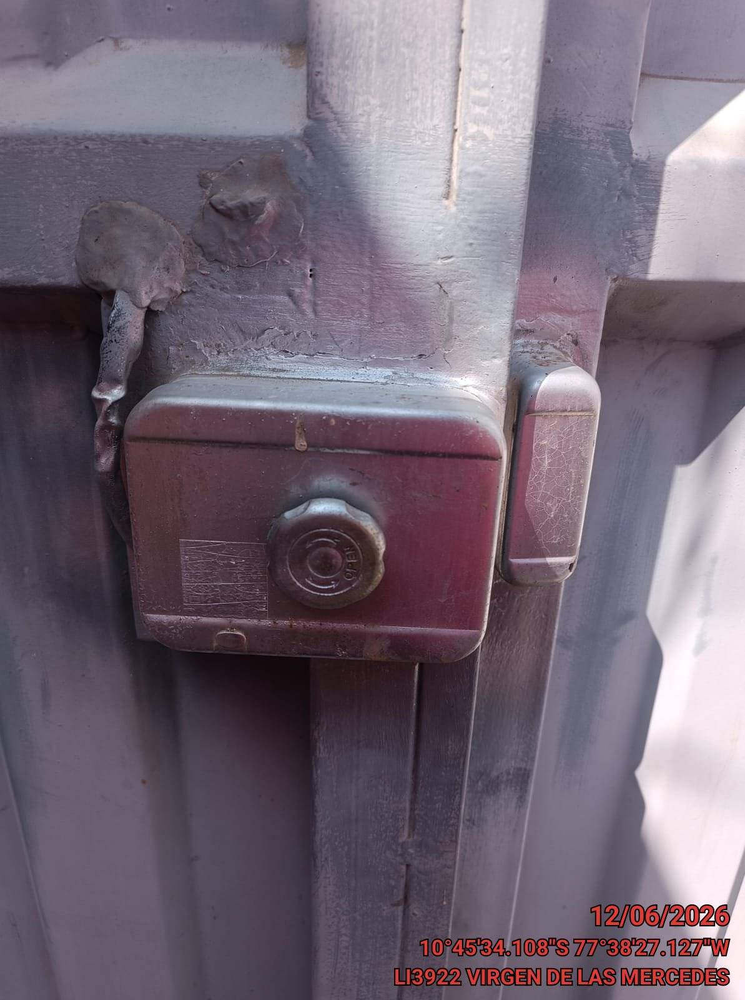 OPEN
12/06/2026
10°45'34.108"S 77°38'27.127"W
LI3922 VIRGEN DE LAS MERCEDES